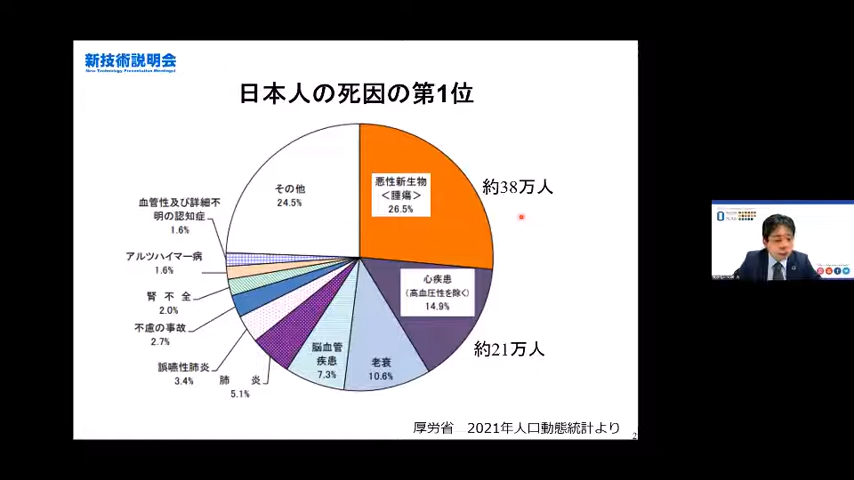 新技術説明会
New Technology Presentation Meetings!
日本人の死因の第1位
その他
24.5%
悪性新生物
<腫瘍>
26.5%
約38万人
血管性及び詳細不
明の認知症
1.6%
アルツハイマー病
1.6%
腎 不 全
2.0%
不慮の事故
2.7%
誤嚥性肺炎
3.4%
肺 炎
5.1%
脳血管
疾患
7.3%
老衰
10.6%
心疾患
(高血圧性を除く)
14.9%
約21万人
厚労省 2021年人口動態統計より
2